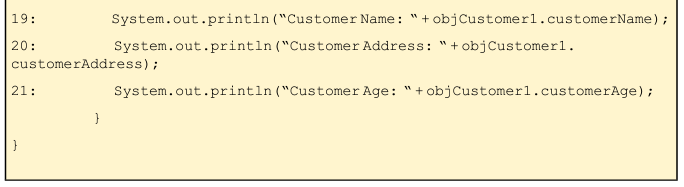 19: System.out.println(“Customer Name: “+objCustomer1.customerName);
20: System.out.println(“Customer Address: “+objCustomer1.
customerAddress);
21: System.out.println(“Customer Age: “+objCustomer1.customerAge);
}
}